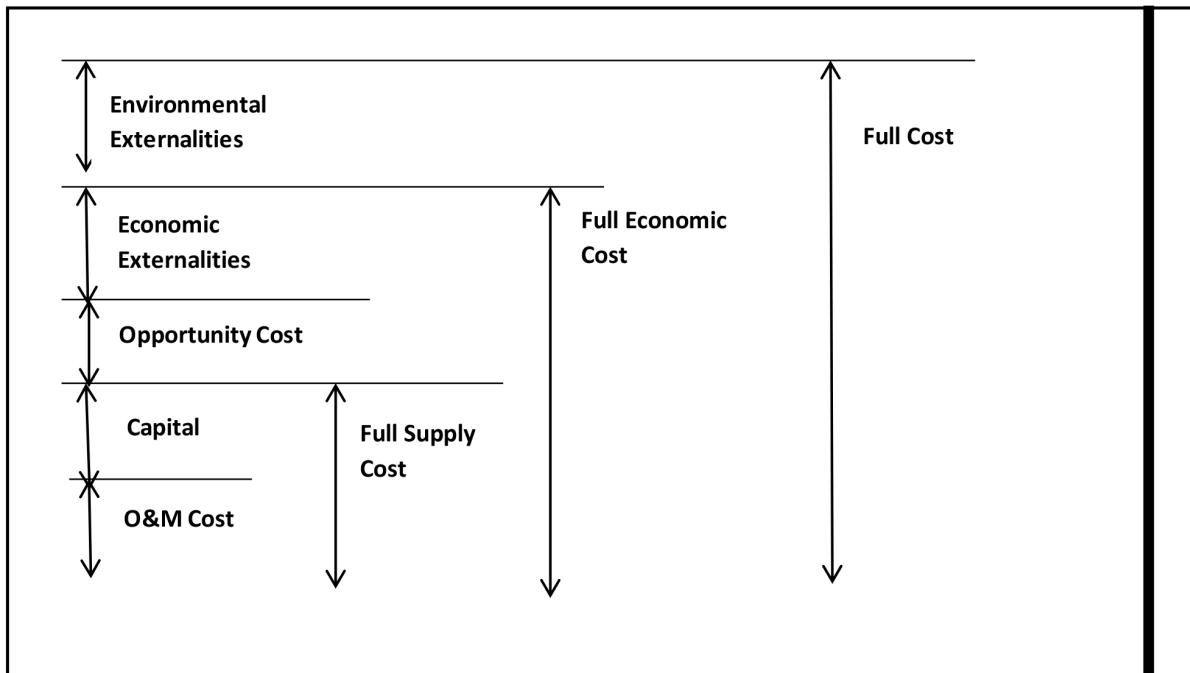 Environmental
Externalities
Full Cost
Economic
Externalities
Full Economic
Cost
Opportunity Cost
Capital
Full Supply
Cost
O&M Cost